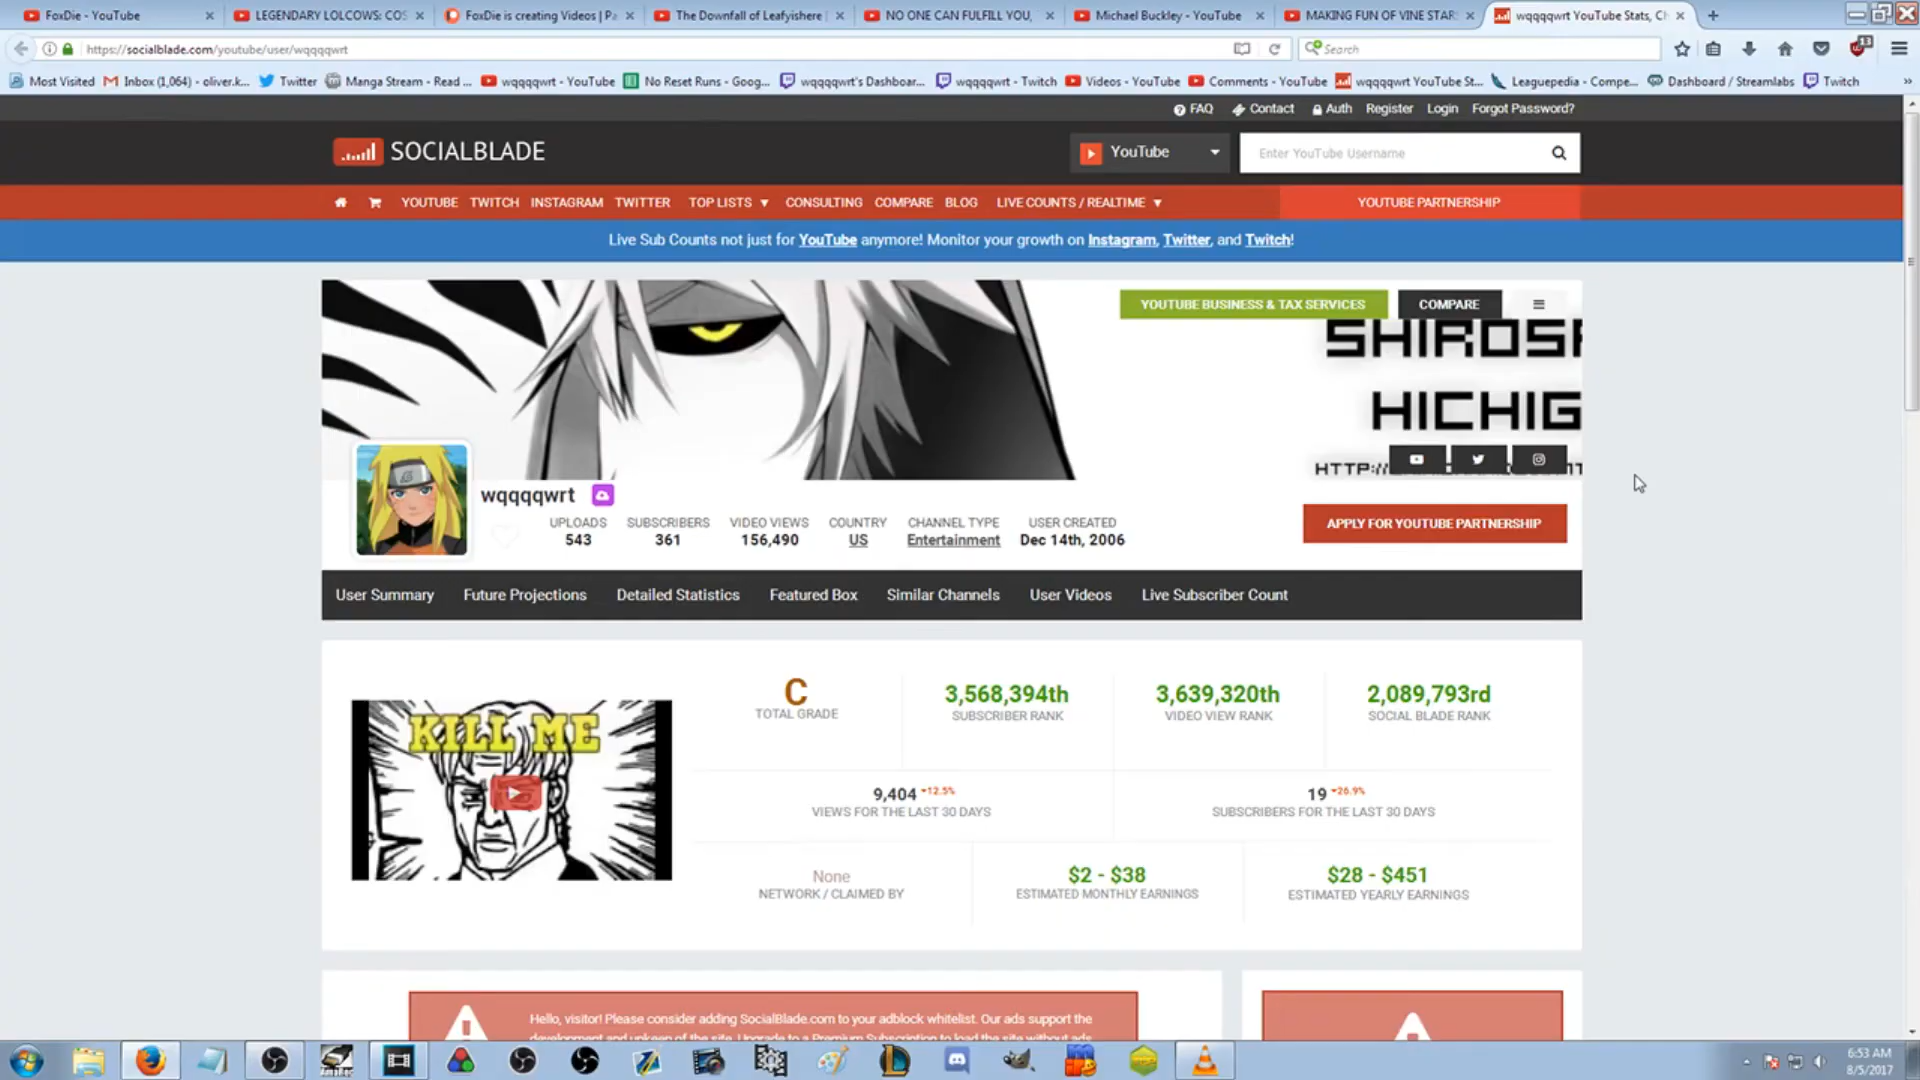 FoxDie - YouTube
LEGENDARY LOLCOWS: COS
FoxDie is creating Videos | Pa
The Downfall of Leafyishere
NO ONE CAN FULFILL YOU,
Michael Buckley - YouTube
MAKING FUN OF VINE STAR
wqqqqwrt YouTube Stats, Ch
https://socialblade.com/youtube/user/wqqqqwrt
Search
13
Most Visited
Inbox (1,064) - oliver.k...
Twitter
Manga Stream - Read ...
wqqqqwrt - YouTube
No Reset Runs - Goog...
wqqqqwrt's Dashboar...
wqqqqwrt - Twitch
Videos - YouTube
Comments - YouTube
wqqqqwrt YouTube St...
Leaguepedia - Compe...
Dashboard / Streamlabs
Twitch
FAQ
Contact
Auth
Register
Login
Forgot Password?
SOCIALBLADE
YouTube
Enter YouTube Username
YOUTUBE
TWITCH
INSTAGRAM
TWITTER
TOP LISTS
CONSULTING
COMPARE
BLOG
LIVE COUNTS / REALTIME
YOUTUBE PARTNERSHIP
Live Sub Counts not just for YouTube anymore! Monitor your growth on Instagram, Twitter, and Twitch!
YOUTUBE BUSINESS & TAX SERVICES
COMPARE
HICHIG
HTTP://
wqqqqwrt
UPLOADS
543
SUBSCRIBERS
361
VIDEO VIEWS
156,490
COUNTRY
US
CHANNEL TYPE
Entertainment
USER CREATED
Dec 14th, 2006
APPLY FOR YOUTUBE PARTNERSHIP
User Summary
Future Projections
Detailed Statistics
Featured Box
Similar Channels
User Videos
Live Subscriber Count
KILL ME
C
TOTAL GRADE
3,568,394th
SUBSCRIBER RANK
3,639,320th
VIDEO VIEW RANK
2,089,793rd
SOCIAL BLADE RANK
9,404 -12.5%
VIEWS FOR THE LAST 30 DAYS
19 -26.9%
SUBSCRIBERS FOR THE LAST 30 DAYS
None
NETWORK / CLAIMED BY
$2 - $38
ESTIMATED MONTHLY EARNINGS
$28 - $451
ESTIMATED YEARLY EARNINGS
Hello, visitor! Please consider adding SocialBlade.com to your adblock whitelist. Our ads support the
development and upkeep of the site. Upgrade to a Premium Subscription to load the site without ads
6:53 AM
8/5/2017